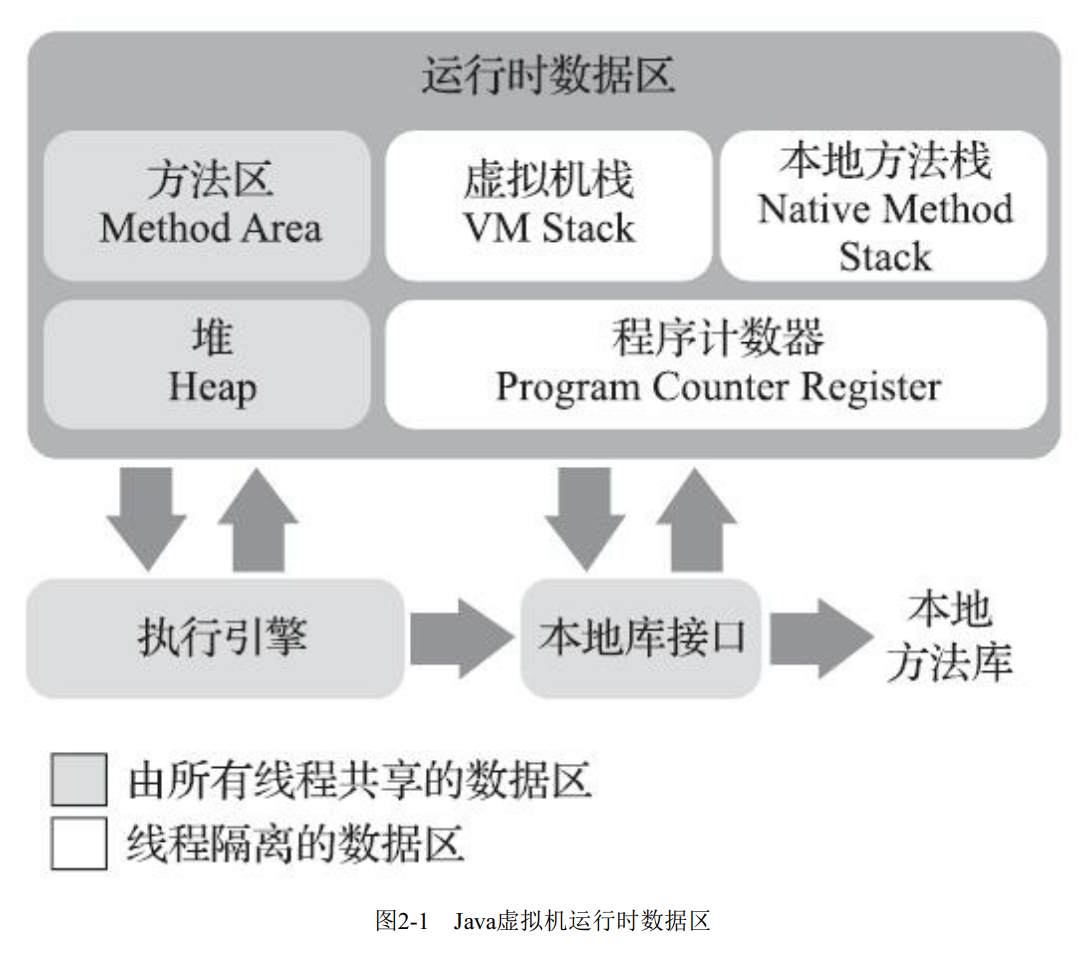 运行时数据区
方法区
Method Area
虚拟机栈
VM Stack
本地方法栈
Native Method
Stack
堆
Heap
程序计数器
Program Counter Register
执行引擎
本地库接口
本地
方法库
由所有线程共享的数据区
线程隔离的数据区
图2-1 Java虚拟机运行时数据区